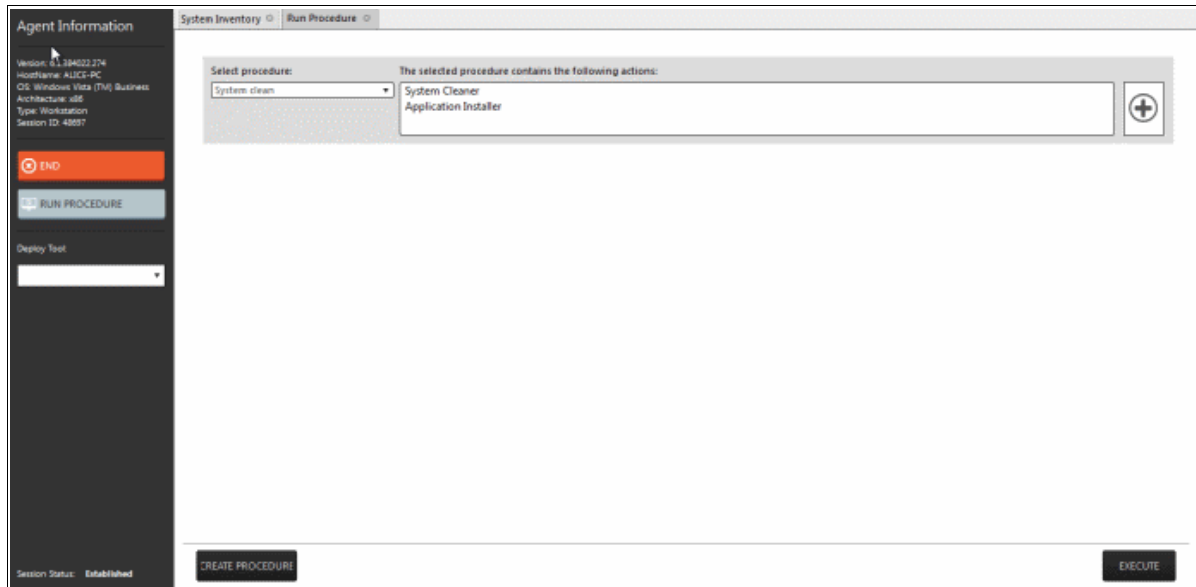 Agent Information
Version: 6.1.384022.274
HostName: ALICE-PC
OS: Windows Vista (TM) Business
Architecture: x86
Type: Workstation
Session ID: 48697
END
RUN PROCEDURE
Deploy Tool
Session Status: Established
System Inventory
Run Procedure
Select procedure:
System clean
The selected procedure contains the following actions:
System Cleaner
Application Installer
CREATE PROCEDURE
EXECUTE